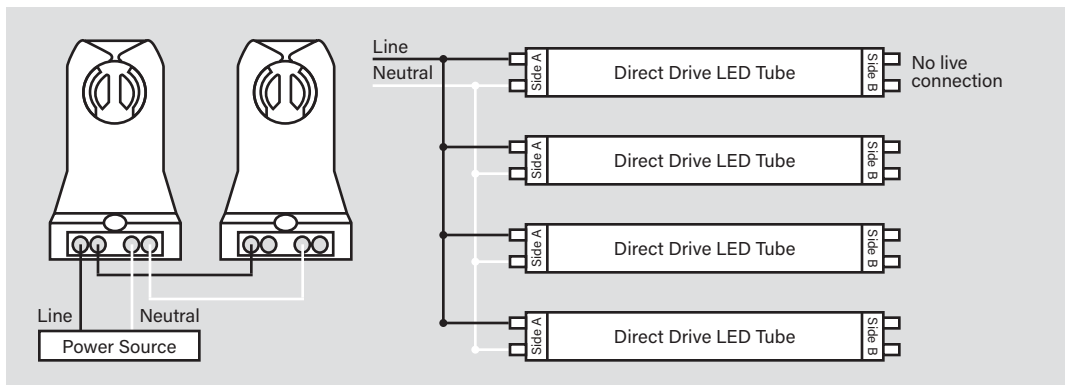 Line
Neutral
Power Source
Line
Neutral
Side A
Direct Drive LED Tube
Side B
No live
connection
Side A
Direct Drive LED Tube
Side B
Side A
Direct Drive LED Tube
Side B
Side A
Direct Drive LED Tube
Side B